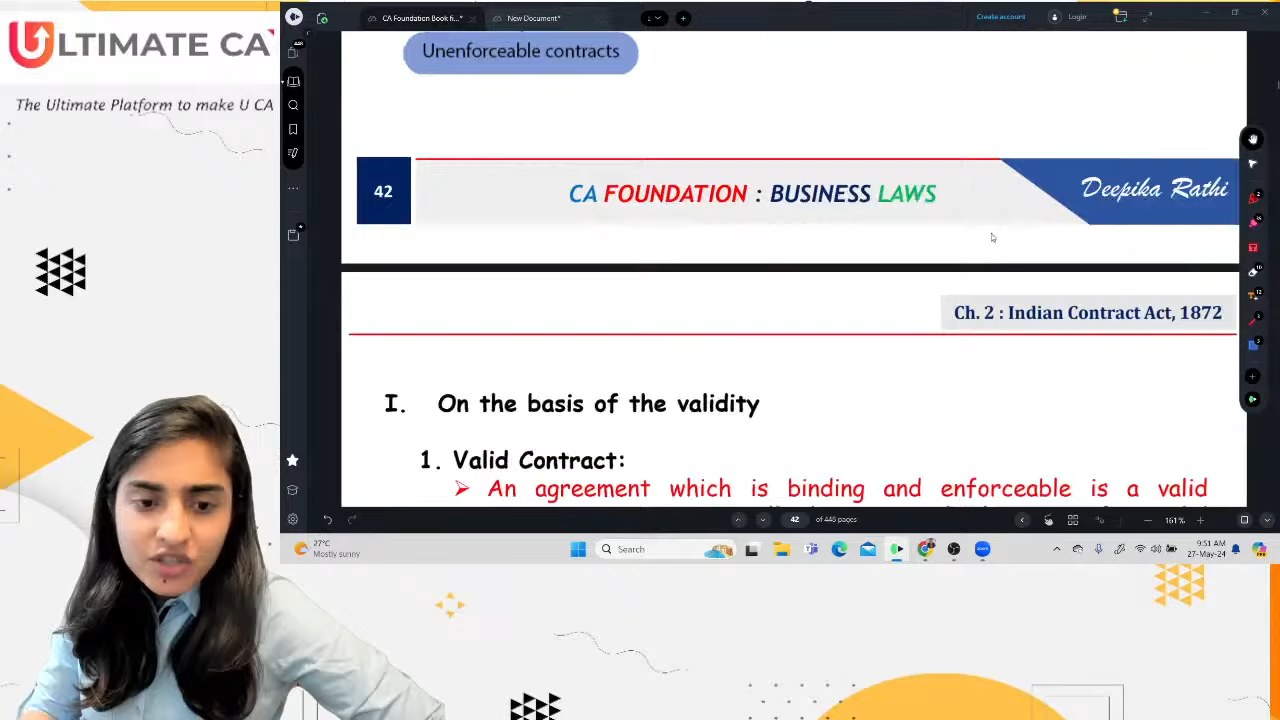 ULTIMATE CA
The Ultimate Platform to make U CA
CA Foundation Book fi...*
New Document*
Create account
Login
448
Unenforceable contracts
42
CA FOUNDATION : BUSINESS LAWS
Deepika Rathi
Ch. 2 : Indian Contract Act, 1872
I. On the basis of the validity
1. Valid Contract:
➢ An agreement which is binding and enforceable is a valid
42 of 448 pages
161%
27°C
Mostly sunny
Search
9:51 AM
27-May-24